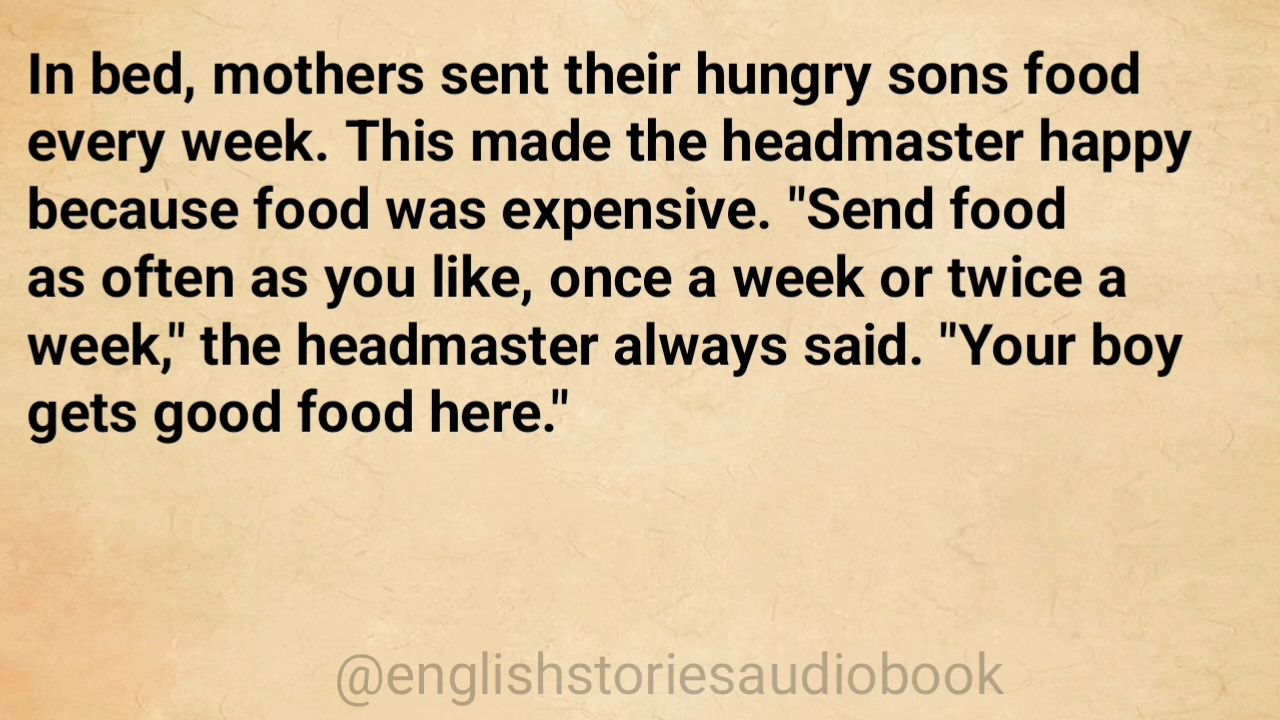 In bed, mothers sent their hungry sons food
every week. This made the headmaster happy
because food was expensive. "Send food
as often as you like, once a week or twice a
week," the headmaster always said. "Your boy
gets good food here."
@englishstoriesaudiobook